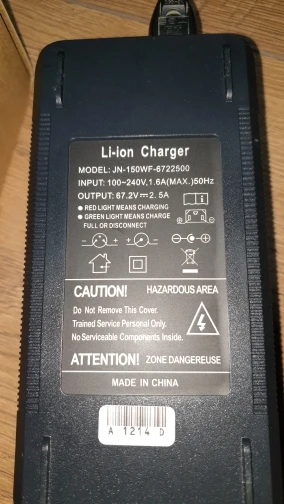 Li-ion Charger
MODEL: JN-150WF-6722500
INPUT: 100~240V,1.6A(MAX.)50Hz
OUTPUT: 67.2V⎓2.5A
● RED LIGHT MEANS CHARGING
● GREEN LIGHT MEANS CHARGE
FULL OR DISCONNECT
CAUTION! HAZARDOUS AREA
Do Not Remove This Cover.
Trained Service Personal Only.
No Serviceable Components Inside.
ATTENTION! ZONE DANGEREUSE
MADE IN CHINA
A 1214 D